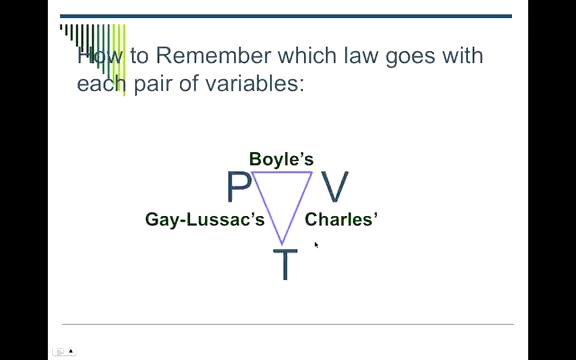 How to Remember which law goes with
each pair of variables:
Boyle's
P V
Gay-Lussac's Charles'
T